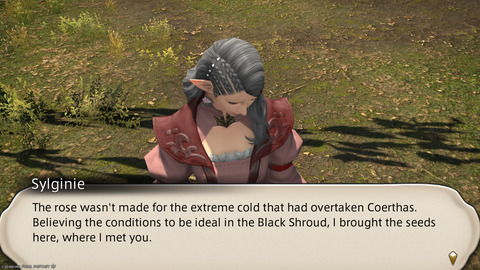 Sylginie
The rose wasn't made for the extreme cold that had overtaken Coerthas.
Believing the conditions to be ideal in the Black Shroud, I brought the seeds
here, where I met you.